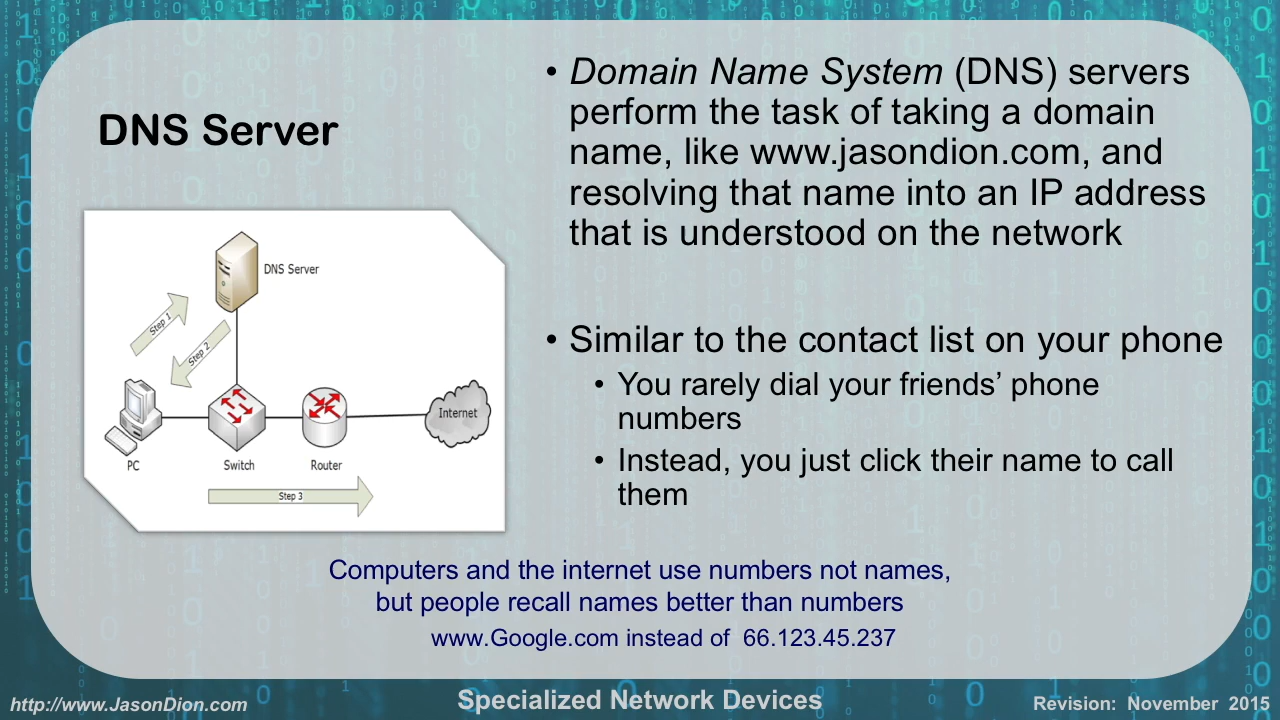 DNS Server
DNS Server
Step 1
Step 2
Internet
PC
Switch
Router
Step 3
• Domain Name System (DNS) servers
perform the task of taking a domain
name, like www.jasondion.com, and
resolving that name into an IP address
that is understood on the network
• Similar to the contact list on your phone
• You rarely dial your friends’ phone
numbers
• Instead, you just click their name to call
them
Computers and the internet use numbers not names,
but people recall names better than numbers
www.Google.com instead of 66.123.45.237
http://www.JasonDion.com
Specialized Network Devices
Revision: November 2015